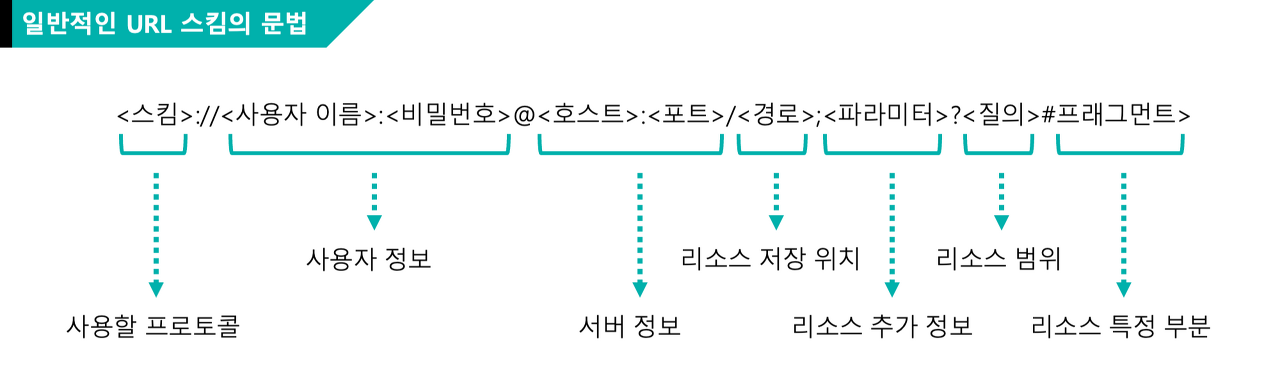 일반적인 URL 스킴의 문법
<스킴>://<사용자 이름>:<비밀번호>@<호스트>:<포트>/<경로>;<파라미터>?<질의>#프래그먼트>
사용자 정보
리소스 저장 위치
리소스 범위
사용할 프로토콜
서버 정보
리소스 추가 정보
리소스 특정 부분